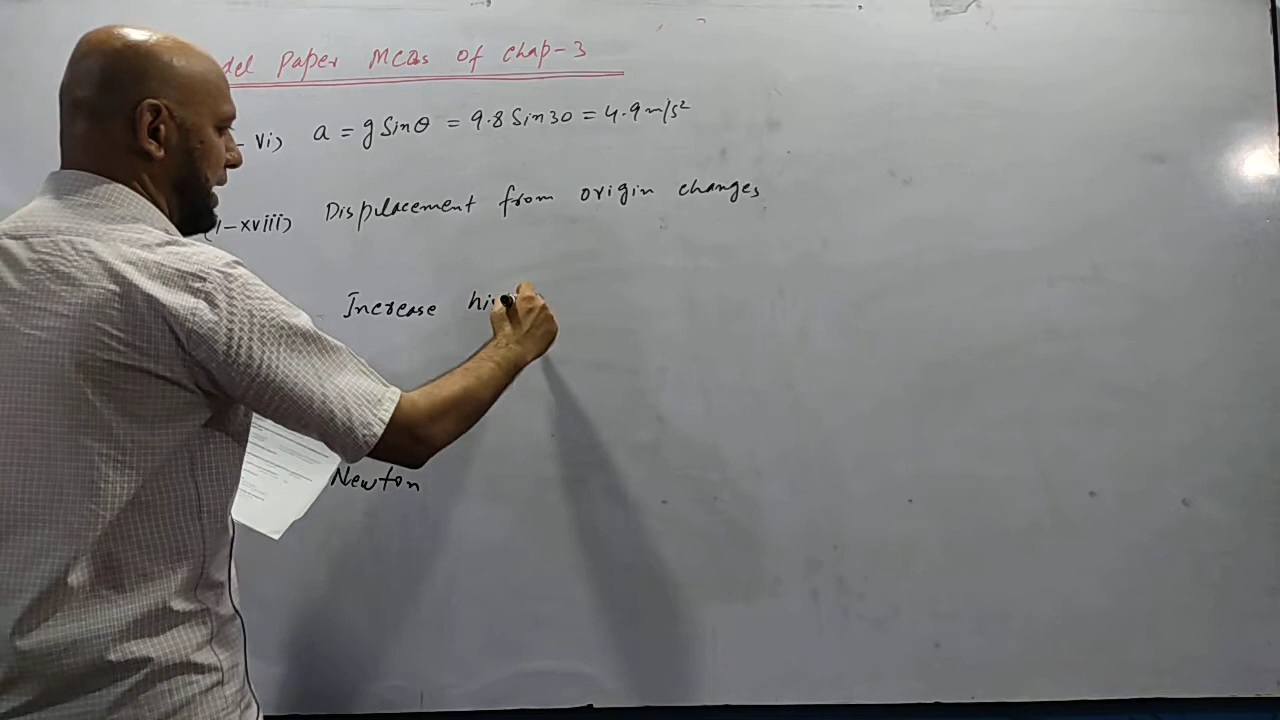 del Paper MCQs of Chap-3
- Vi) a = g Sinθ = 9.8 Sin30 = 4.9 m/s²
(1-xviii) Displacement from origin changes
Increase
Newton